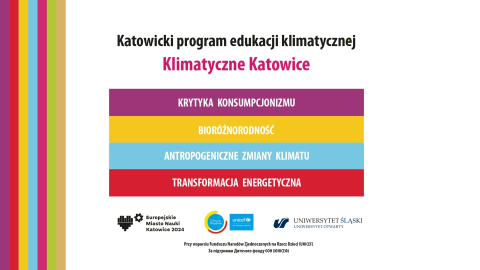 Katowicki program edukacji klimatycznej
Klimatyczne Katowice
KRYTYKA KONSUMPCJONIZMU
BIORÓŻNORODNOŚĆ
ANTROPOGENICZNE ZMIANY KLIMATU
TRANSFORMACJA ENERGETYCZNA
Europejskie
Miasto Nauki
Katowice 2024
unicef
UNIWERSYTET ŚLĄSKI
UNIWERSYTET OTWARTY
Przy wsparciu Funduszu Narodów Zjednoczonych na Rzecz Dzieci (UNICEF)
За підтримки Дитячого фонду ООН (ЮНІСЕФ)